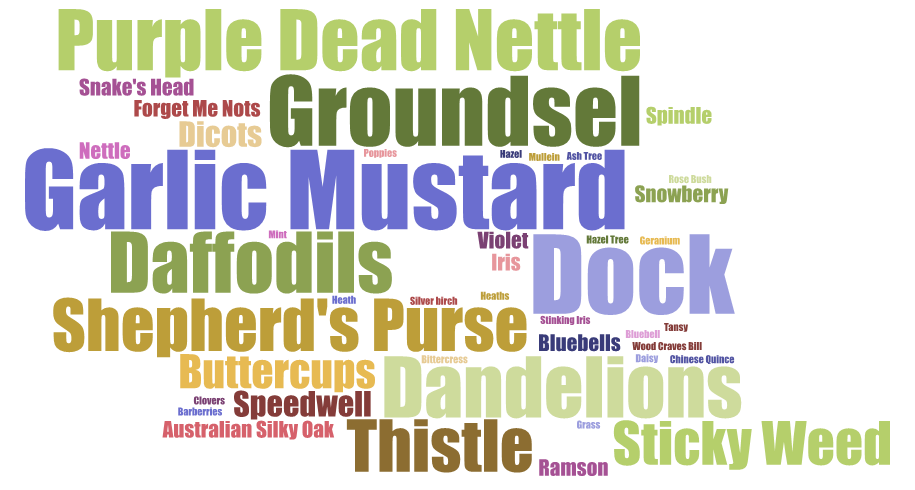 Purple Dead Nettle
Snake's Head
Forget Me Nots
Groundsel
Spindle
Dicots
Nettle
Poppies
Hazel
Mullein
Ash Tree
Garlic Mustard
Rose Bush
Snowberry
Mint
Daffodils
Violet
Iris
Dock
Hazel Tree
Geranium
Heath
Silver birch
Heaths
Shepherd's Purse
Stinking Iris
Tansy
Bluebell
Bluebells
Wood Craves Bill
Buttercups
Bittercress
Daisy
Chinese Quince
Dandelions
Clovers
Barberries
Speedwell
Australian Silky Oak
Thistle
Grass
Sticky Weed
Ramson